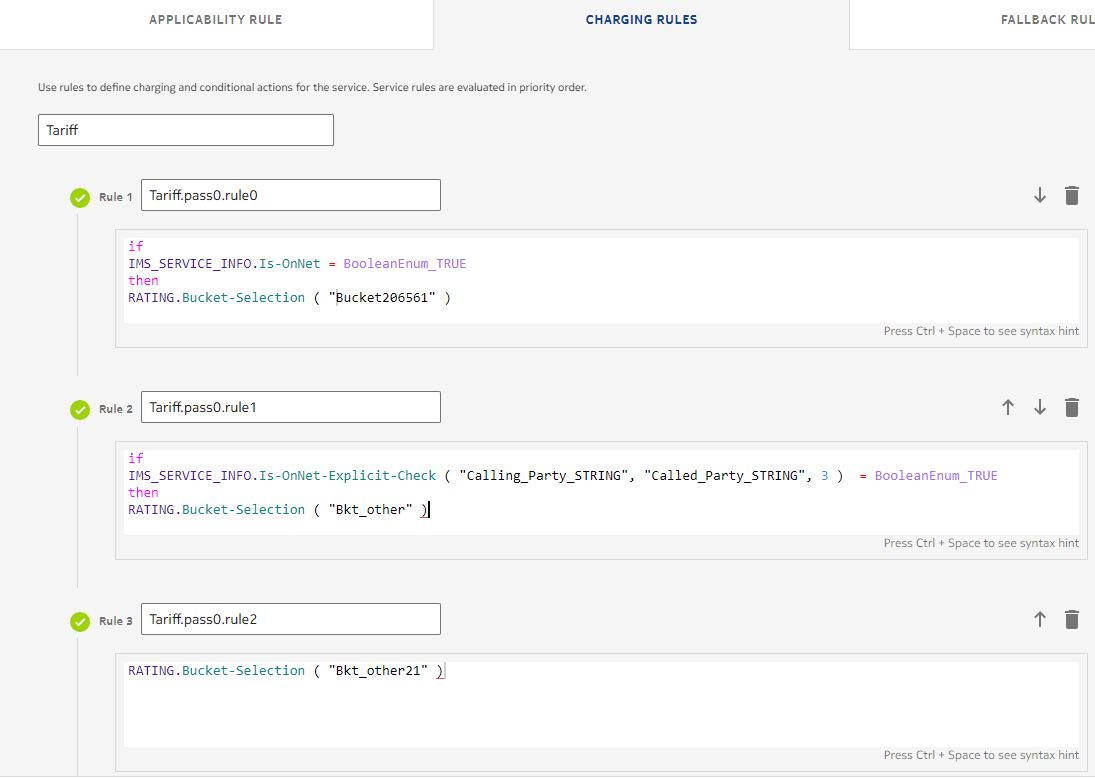 APPLICABILITY RULE
CHARGING RULES
FALLBACK RUL
Use rules to define charging and conditional actions for the service. Service rules are evaluated in priority order.
Tariff
Rule 1
Tariff.pass0.rule0
if
IMS_SERVICE_INFO.Is-OnNet = BooleanEnum_TRUE
then
RATING.Bucket-Selection ( "Bucket206561" )
Press Ctrl + Space to see syntax hint
Rule 2
Tariff.pass0.rule1
if
IMS_SERVICE_INFO.Is-OnNet-Explicit-Check ( "Calling_Party_STRING", "Called_Party_STRING", 3 )  = BooleanEnum_TRUE
then
RATING.Bucket-Selection ( "Bkt_other" )
Press Ctrl + Space to see syntax hint
Rule 3
Tariff.pass0.rule2
RATING.Bucket-Selection ( "Bkt_other21" )
Press Ctrl + Space to see syntax hint